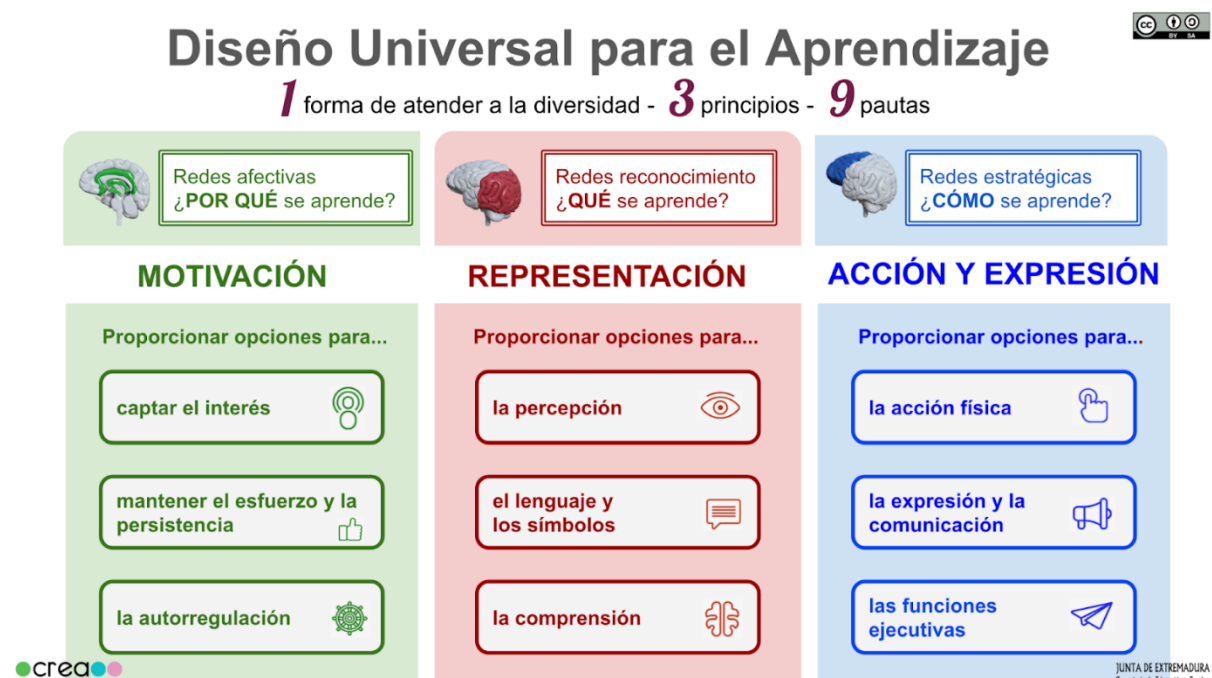 BY SA
Diseño Universal para el Aprendizaje
1 forma de atender a la diversidad - 3 principios - 9 pautas
Redes afectivas
¿POR QUÉ se aprende?
MOTIVACIÓN
Proporcionar opciones para...
captar el interés
mantener el esfuerzo y la
persistencia
la autorregulación
Redes reconocimiento
¿QUÉ se aprende?
REPRESENTACIÓN
Proporcionar opciones para...
la percepción
el lenguaje y
los símbolos
la comprensión
Redes estratégicas
¿CÓMO se aprende?
ACCIÓN Y EXPRESIÓN
Proporcionar opciones para...
la acción física
la expresión y la
comunicación
las funciones
ejecutivas
crea
JUNTA DE EXTREMADURA